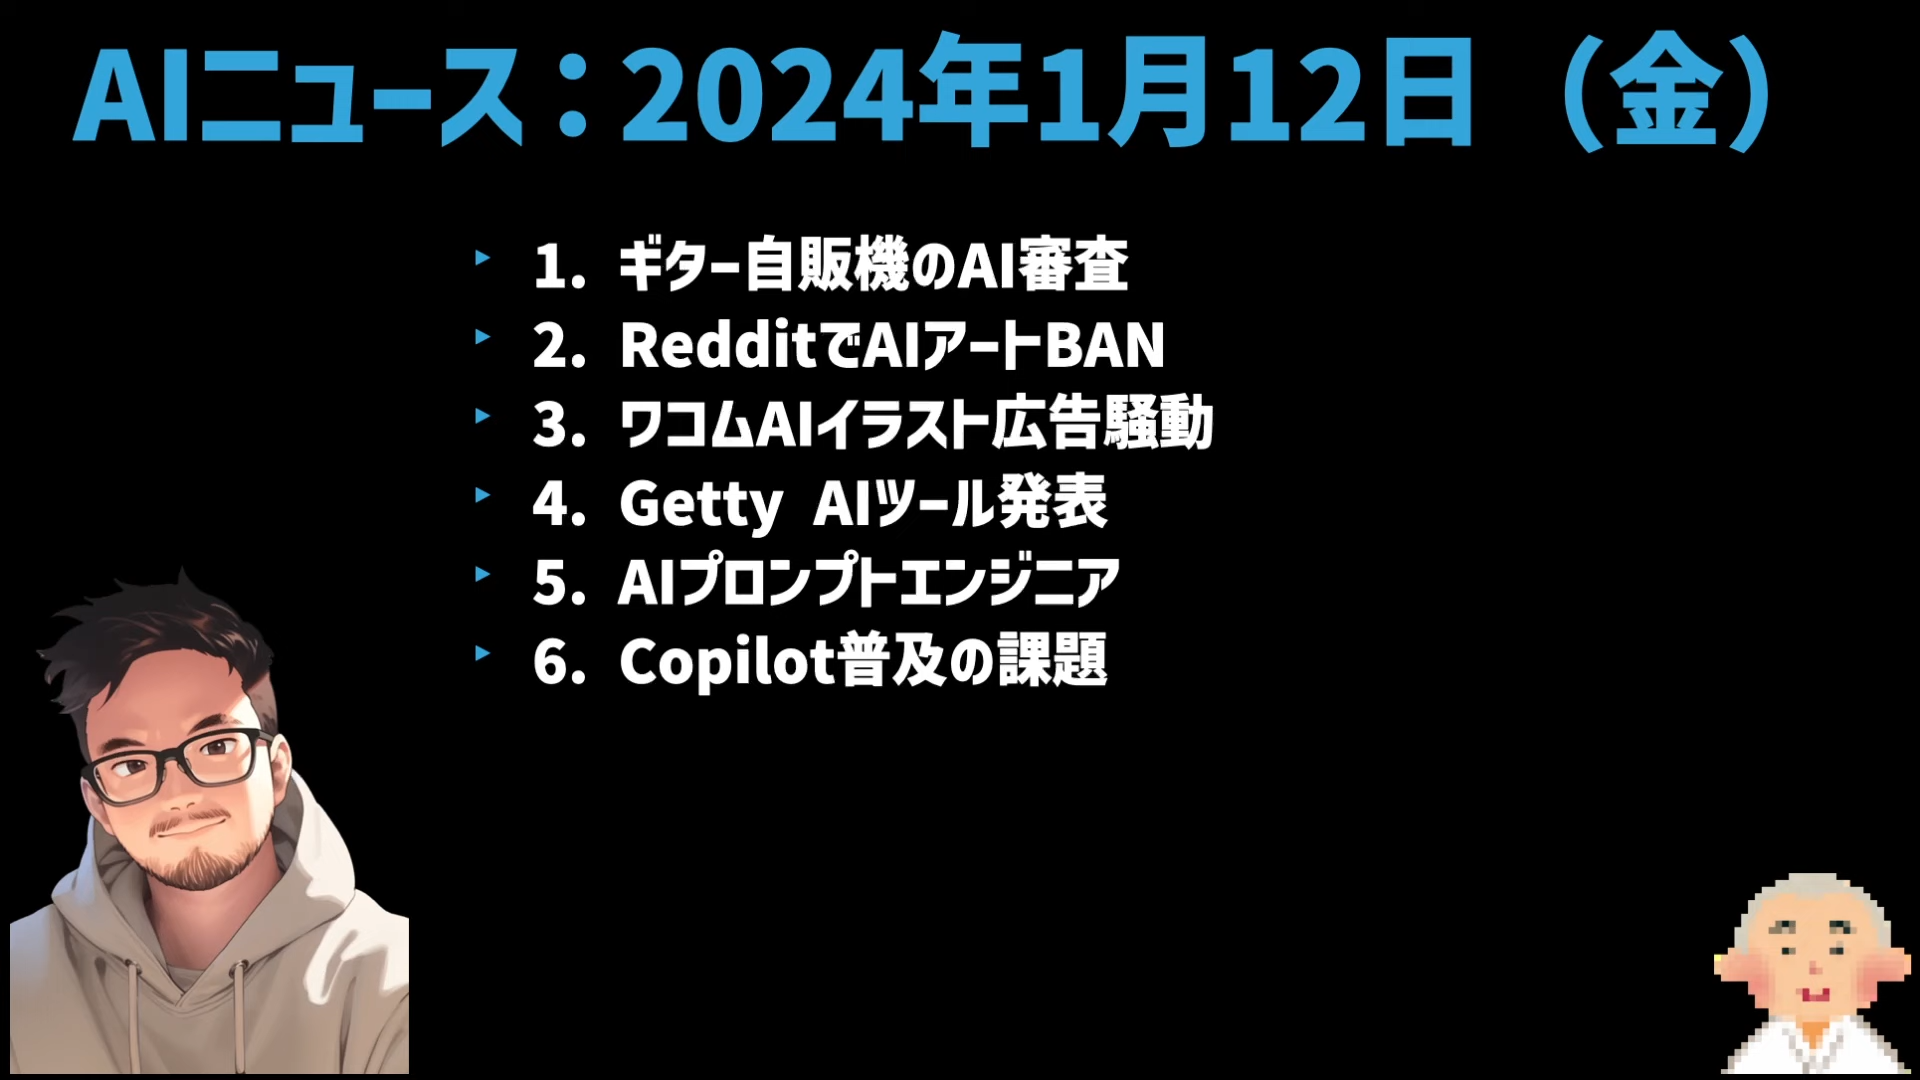 AIニュース：2024年1月12日（金）
1. ギター自販機のAI審査
2. RedditでAIアートBAN
3. ワコムAIイラスト広告騒動
4. Getty AIツール発表
5. AIプロンプトエンジニア
6. Copilot普及の課題